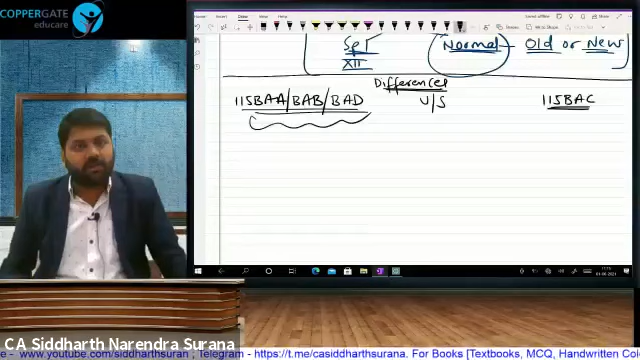 COPPERGATE
educare
Spl Normal - Old or New
XII
Differences
115BAA/BAB/BAD V/S 115BAC
CA Siddharth Narendra Surana
e - www.youtube.com/siddharthsuran ; Telegram - https://t.me/casiddharthsurana. For Books [Textbooks, MCQ, Handwritten Co